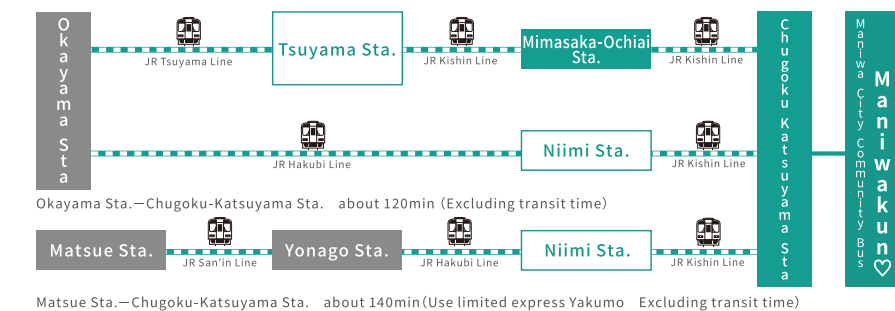 Okayama Sta
JR Tsuyama Line
Tsuyama Sta.
JR Kishin Line
Mimasaka-Ochiai
Sta.
JR Kishin Line
JR Hakubi Line
Niimi Sta.
JR Kishin Line
Chugoku Katsuyama Sta
Maniwa City Community Bus
Maniwakun♡
Okayama Sta.－Chugoku-Katsuyama Sta.　about 120min (Excluding transit time)
Matsue Sta.
JR San'in Line
Yonago Sta.
JR Hakubi Line
Niimi Sta.
JR Kishin Line
Matsue Sta.－Chugoku-Katsuyama Sta.　about 140min(Use limited express Yakumo　Excluding transit time)